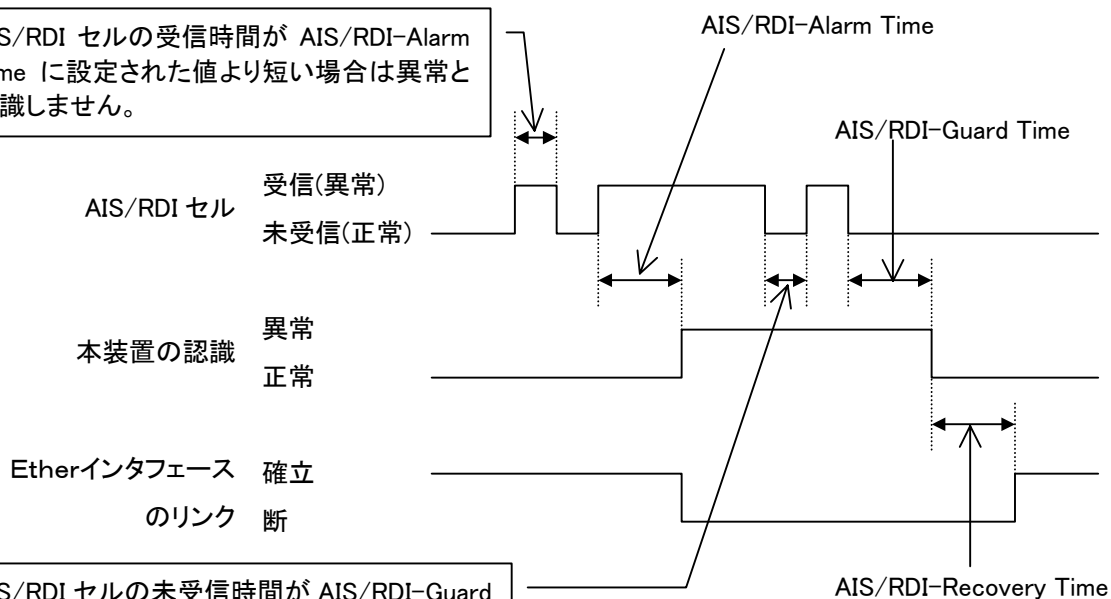 S/RDI セルの受信時間が AIS/RDI-Alarm
me に設定された値より短い場合は異常と
識しません。
AIS/RDI-Alarm Time
AIS/RDI-Guard Time
AIS/RDI セル
受信(異常)
未受信(正常)
本装置の認識
異常
正常
Etherインタフェース
のリンク
確立
断
S/RDI セルの未受信時間が AIS/RDI-Guard
AIS/RDI-Recovery Time